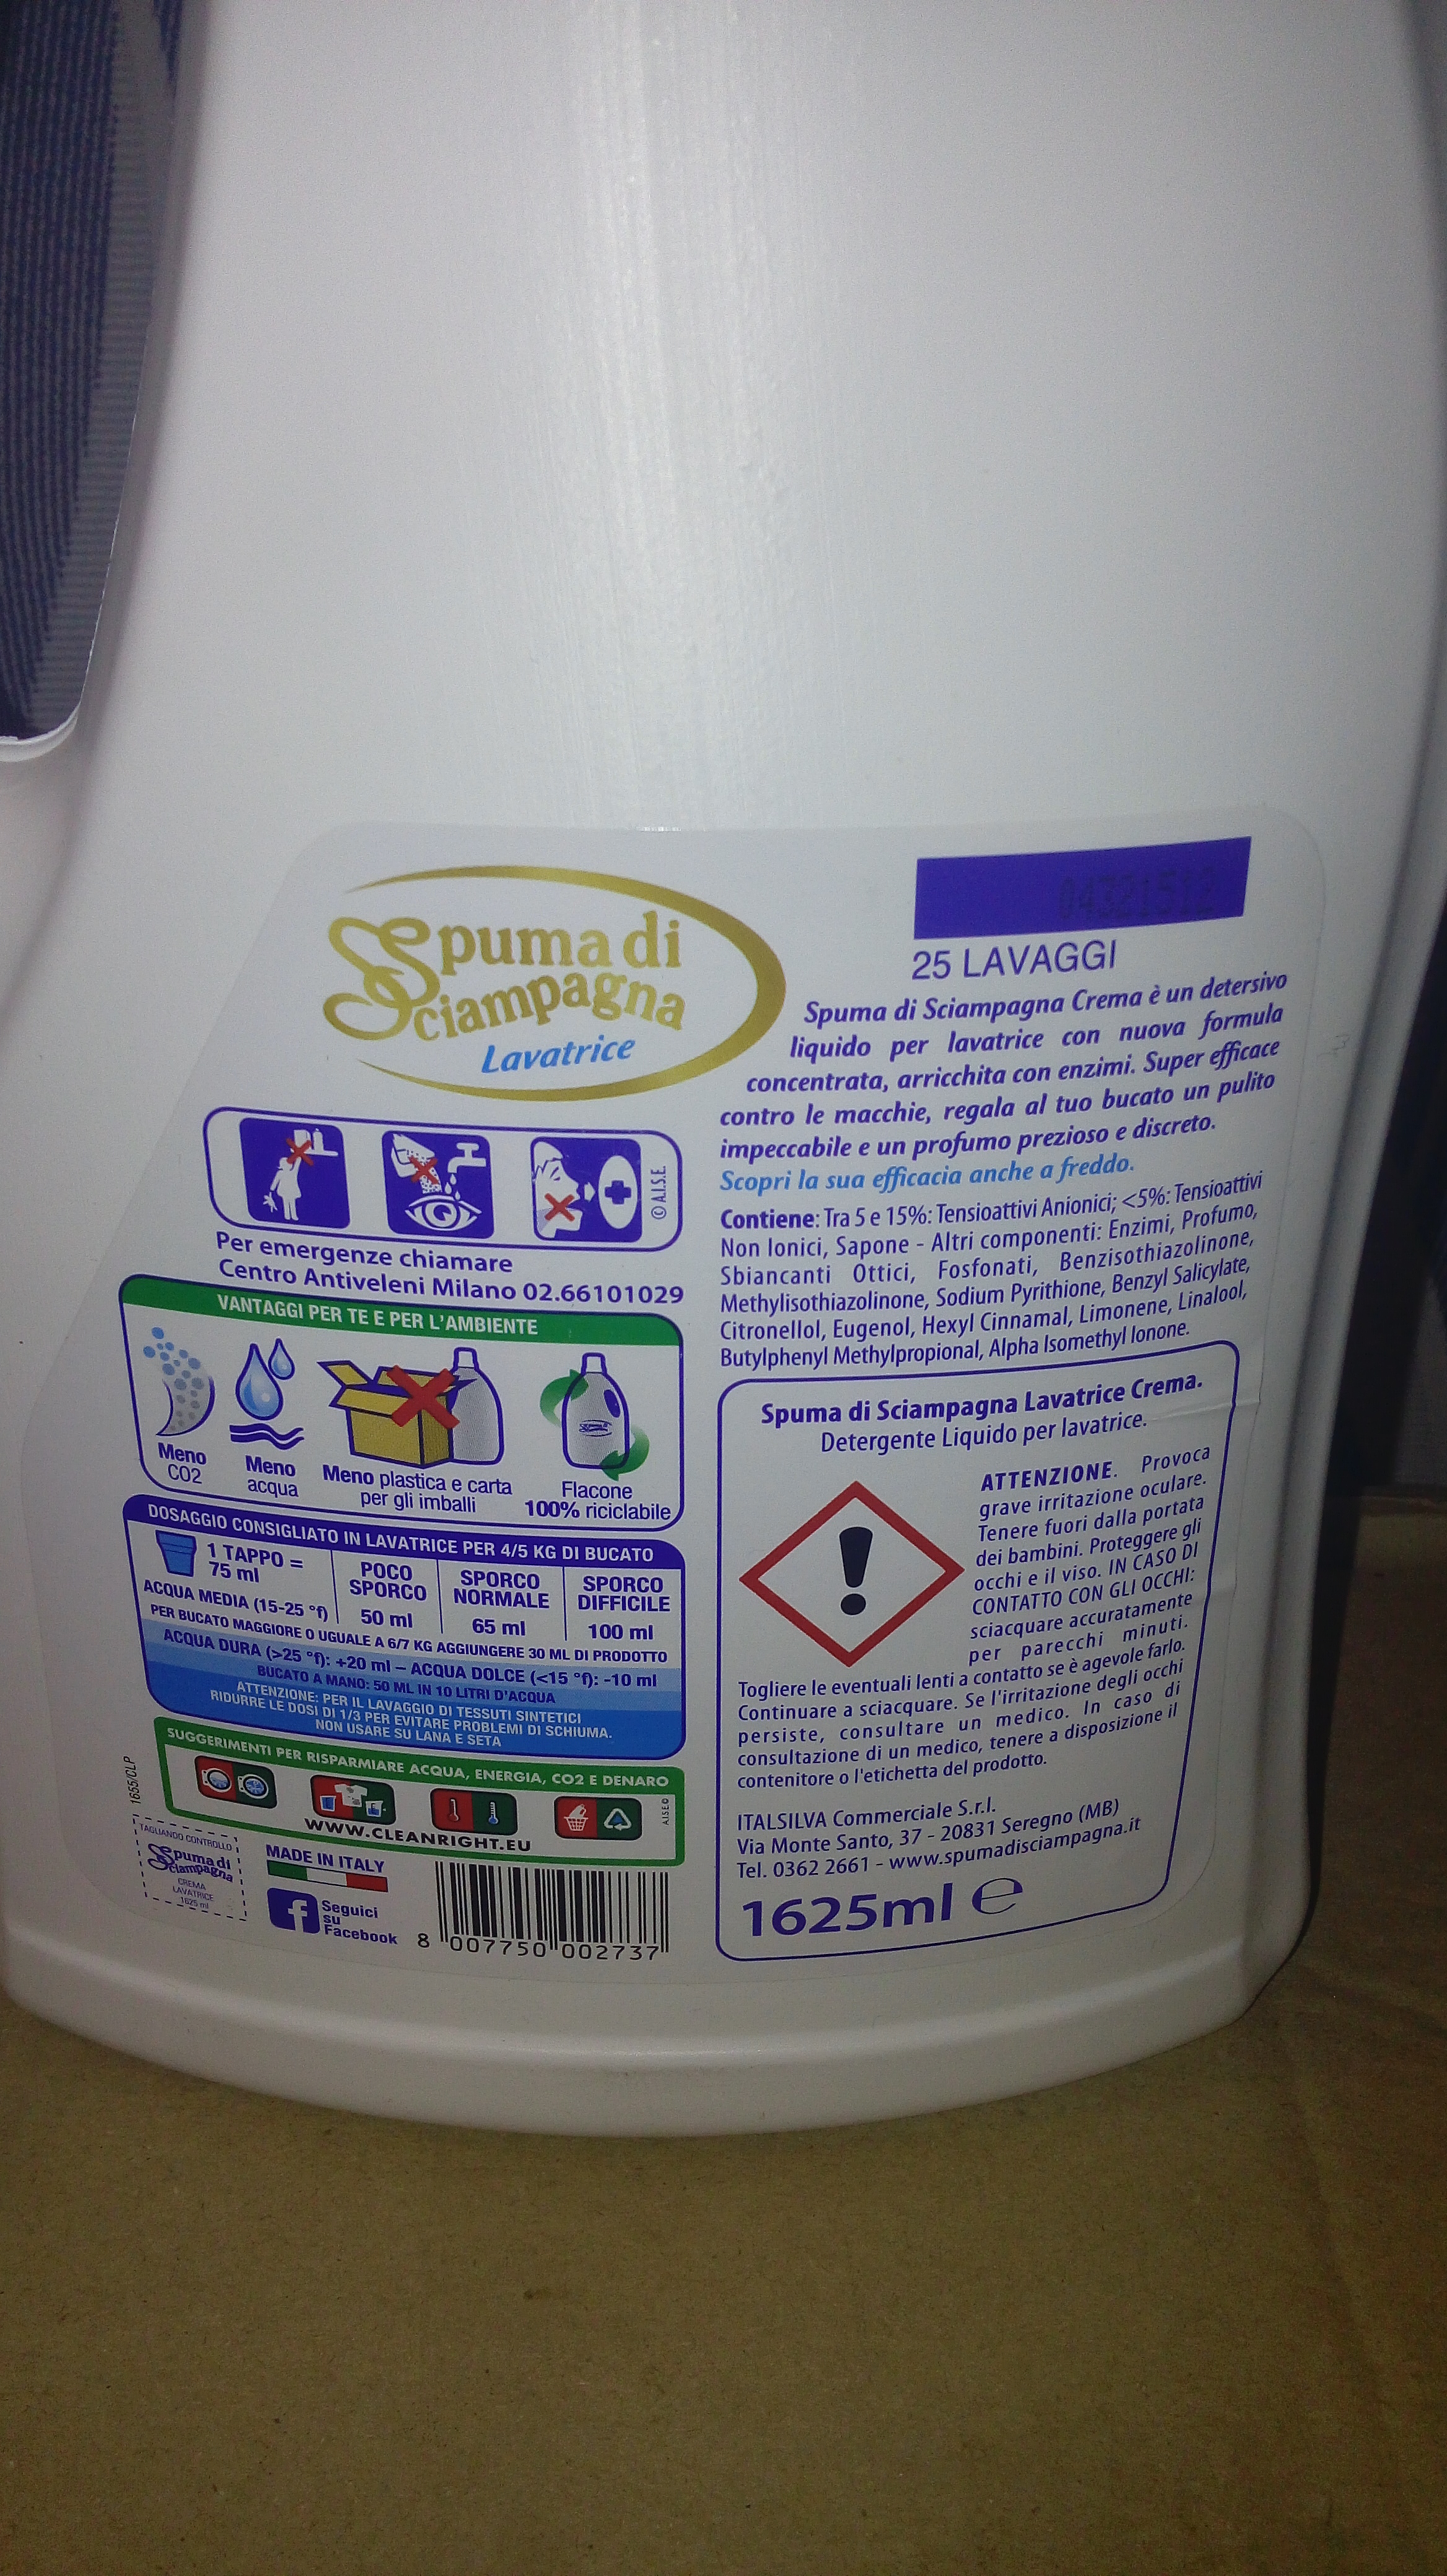 Spuma di
Sciampagna
Lavatrice
25 LAVAGGI
Spuma di Sciampagna Crema è un detersivo
liquido per lavatrice con nuova formula
concentrata, arricchita con enzimi. Super efficace
contro le macchie, regala al tuo bucato un pulito
impeccabile e un profumo prezioso e discreto.
Scopri la sua efficacia anche a freddo.
Contiene: Tra 5 e 15%: Tensioattivi Anionici; <5%: Tensioattivi
Non Ionici, Sapone - Altri componenti: Enzimi, Profumo,
Sbiancanti Ottici, Fosfonati, Benzisothiazolinone,
Methylisothiazolinone, Sodium Pyrithione, Benzyl Salicylate,
Citronellol, Eugenol, Hexyl Cinnamal, Limonene, Linalool,
Butylphenyl Methylpropional, Alpha Isomethyl Ionone.
© A.I.S.E.
Per emergenze chiamare
Centro Antiveleni Milano 02.66101029
VANTAGGI PER TE E PER L'AMBIENTE
Meno
CO2
Meno
acqua
Meno plastica e carta
per gli imballi
Flacone
100% riciclabile
DOSAGGIO CONSIGLIATO IN LAVATRICE PER 4/5 KG DI BUCATO
1 TAPPO =
75 ml
ACQUA MEDIA (15-25 °f)
POCO
SPORCO
50 ml
SPORCO
NORMALE
65 ml
SPORCO
DIFFICILE
100 ml
PER BUCATO MAGGIORE O UGUALE A 6/7 KG AGGIUNGERE 30 ML DI PRODOTTO
ACQUA DURA (>25 °f): +20 ml – ACQUA DOLCE (<15 °f): -10 ml
BUCATO A MANO: 50 ML IN 10 LITRI D'ACQUA
ATTENZIONE: PER IL LAVAGGIO DI TESSUTI SINTETICI
RIDURRE LE DOSI DI 1/3 PER EVITARE PROBLEMI DI SCHIUMA.
NON USARE SU LANA E SETA
SUGGERIMENTI PER RISPARMIARE ACQUA, ENERGIA, CO2 E DENARO
A.I.S.E.©
WWW.CLEANRIGHT.EU
1655/CLP
TAGLIANDO CONTROLLO
Spuma di
Sciampagna
CREMA
LAVATRICE
1625 ml
MADE IN ITALY
Seguici
su
Facebook
8 007750 002737
Spuma di Sciampagna Lavatrice Crema.
Detergente Liquido per lavatrice.
ATTENZIONE. Provoca
grave irritazione oculare.
Tenere fuori dalla portata
dei bambini. Proteggere gli
occhi e il viso. IN CASO DI
CONTATTO CON GLI OCCHI:
sciacquare accuratamente
per parecchi minuti.
Togliere le eventuali lenti a contatto se è agevole farlo.
Continuare a sciacquare. Se l'irritazione degli occhi
persiste, consultare un medico. In caso di
consultazione di un medico, tenere a disposizione il
contenitore o l'etichetta del prodotto.
ITALSILVA Commerciale S.r.l.
Via Monte Santo, 37 - 20831 Seregno (MB)
Tel. 0362 2661 - www.spumadisciampagna.it
1625ml e